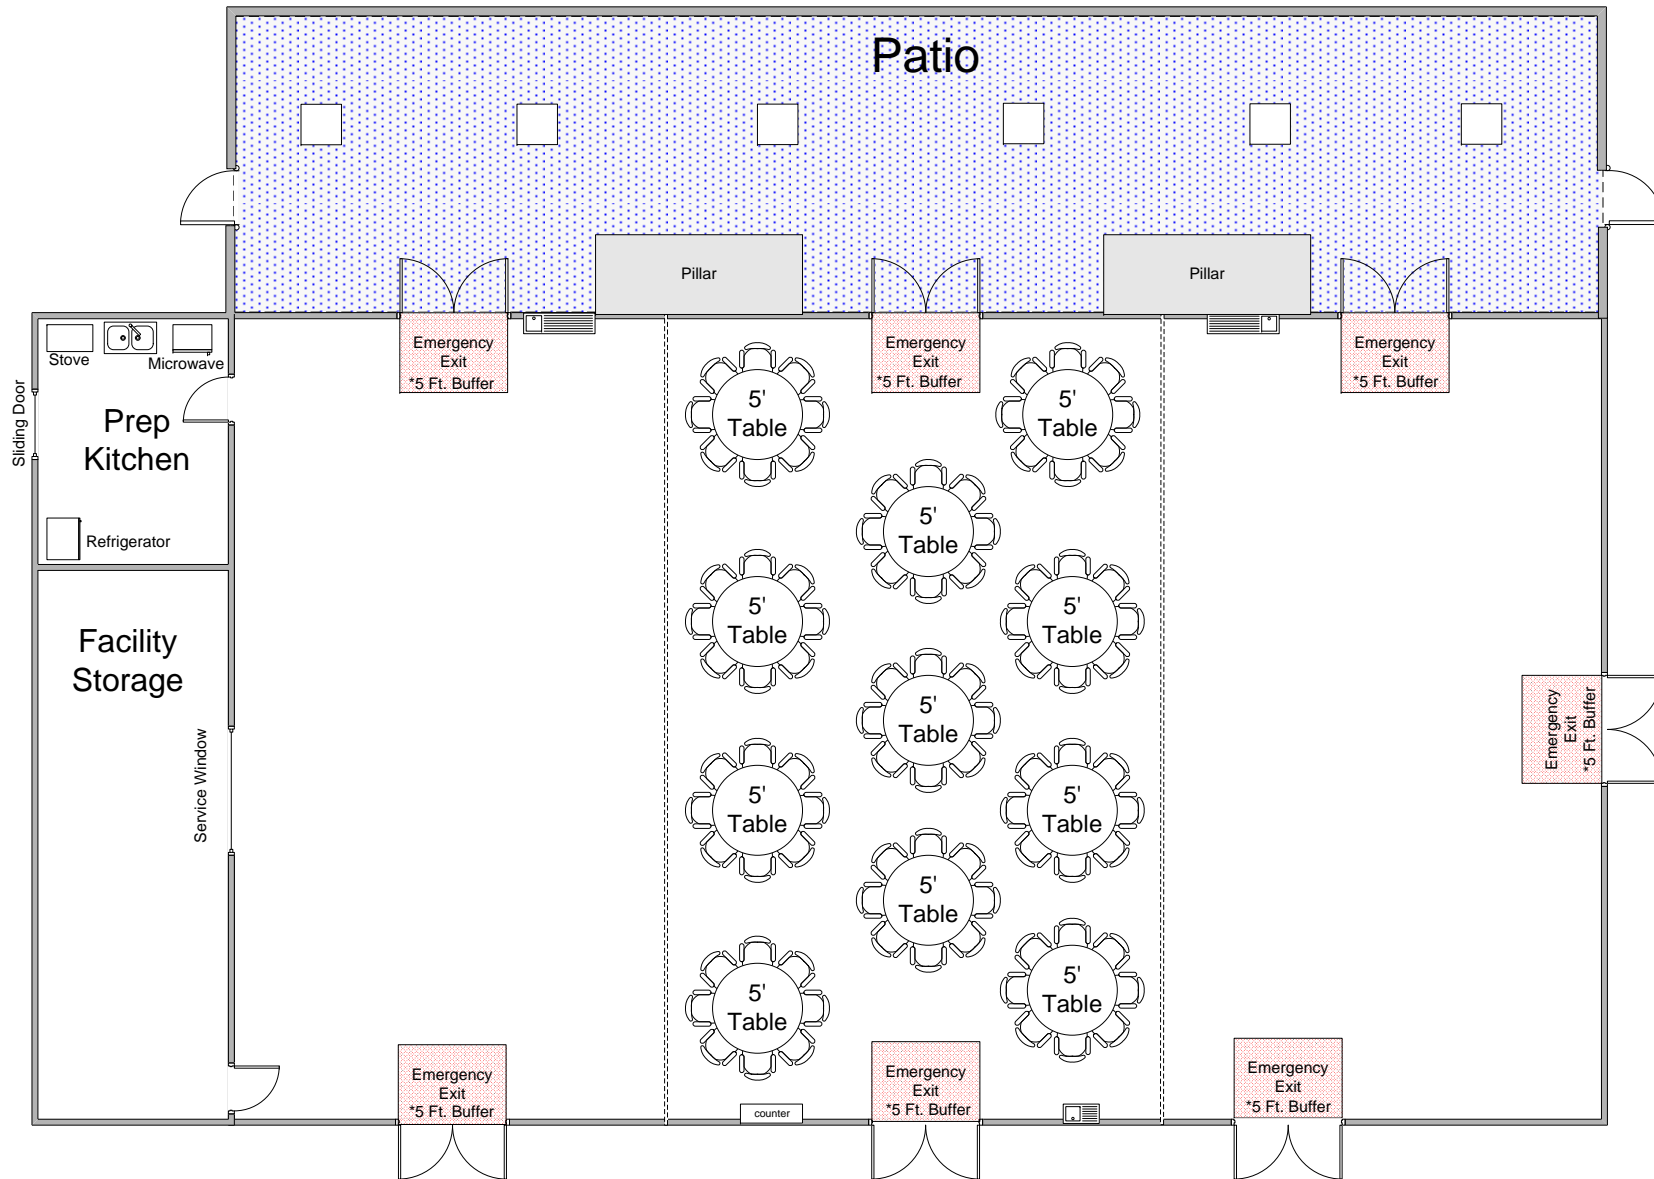 Patio
Pillar
Pillar
Emergency
Exit
*5 Ft. Buffer
Emergency
Exit
*5 Ft. Buffer
Emergency
Exit
*5 Ft. Buffer
Stove
Microwave
Sliding Door
Prep
Kitchen
Refrigerator
Facility
Storage
Service Window
5'
Table
5'
Table
5'
Table
5'
Table
5'
Table
5'
Table
5'
Table
5'
Table
5'
Table
5'
Table
5'
Table
Emergency
Exit
*5 Ft. Buffer
Emergency
Exit
*5 Ft. Buffer
counter
Emergency
Exit
*5 Ft. Buffer
Emergency
Exit
*5 Ft. Buffer